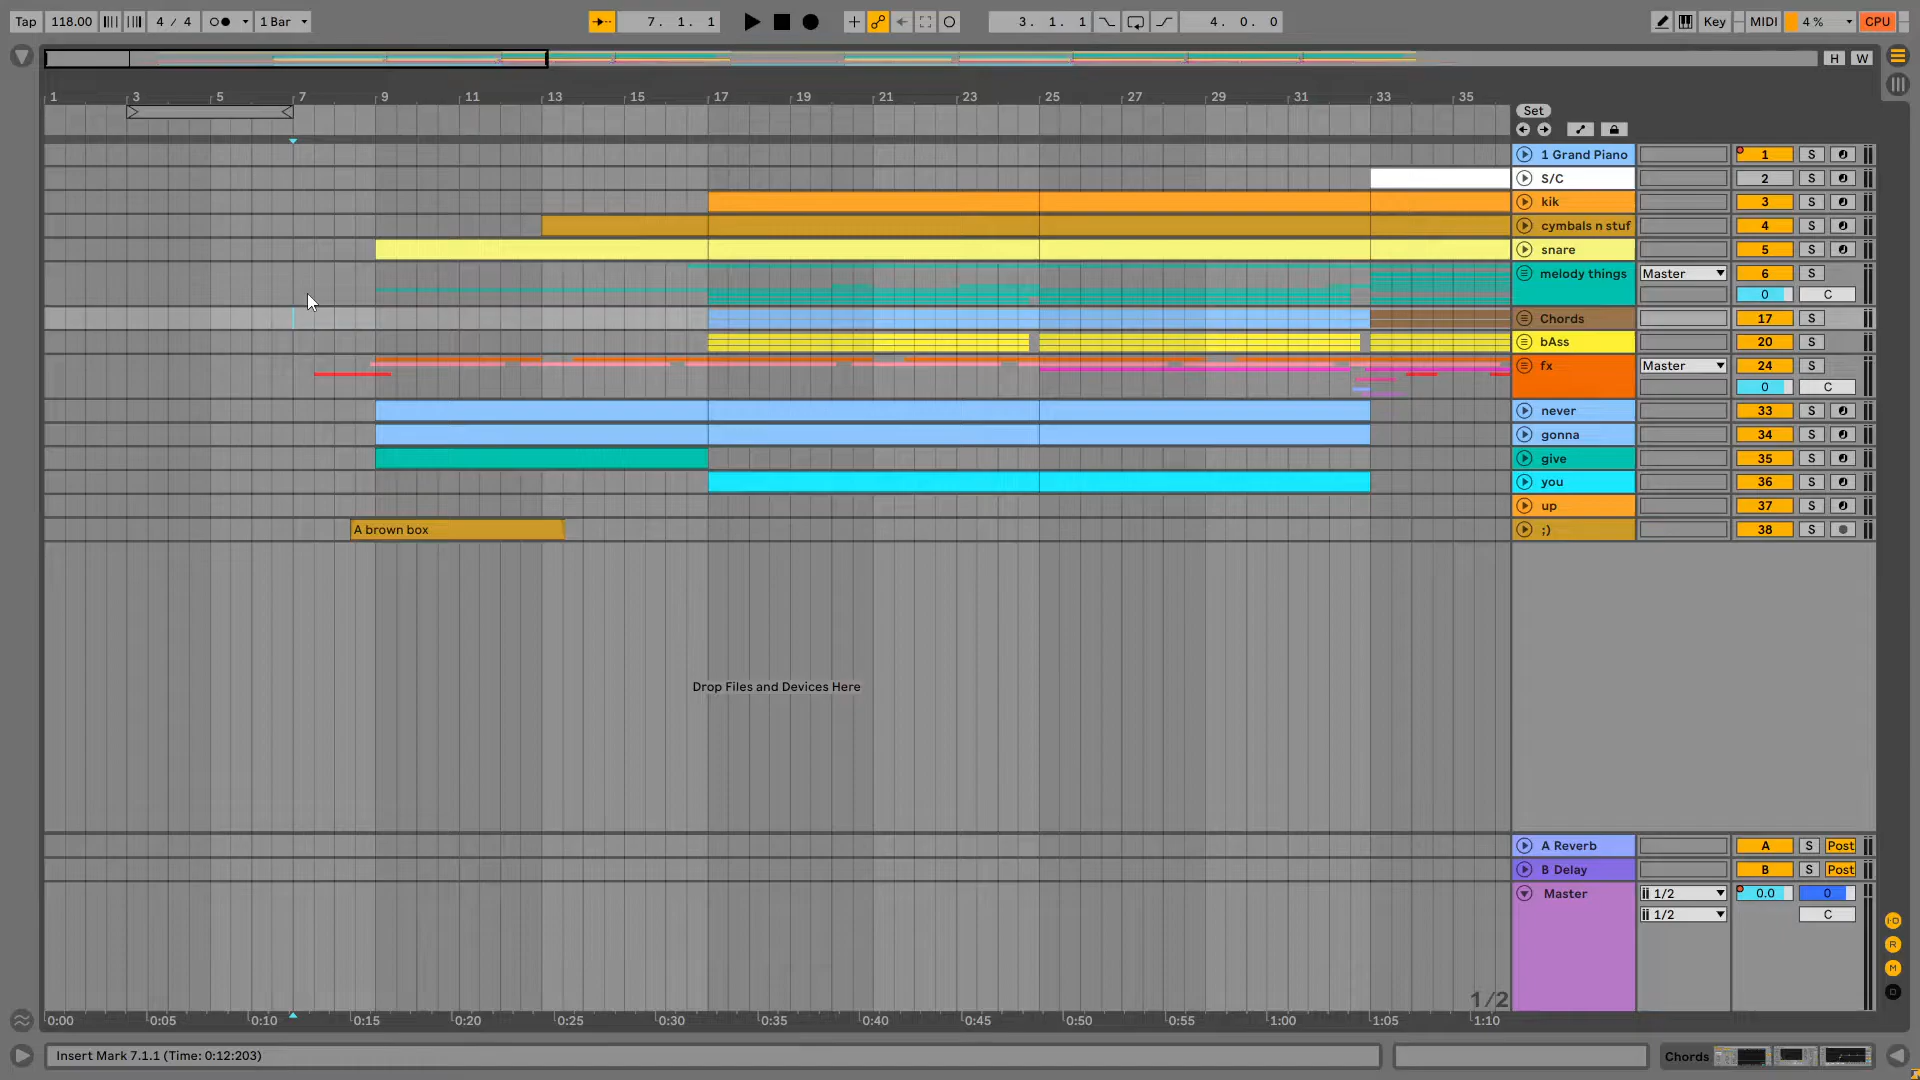 Tap 118.00 4 / 4 1 Bar 7. 1. 1 3. 1. 1 4. 0. 0 Key MIDI 4 % CPU
H W
1 3 5 7 9 11 13 15 17 19 21 23 25 27 29 31 33 35
Set
1 Grand Piano 1 S
S/C 2 S
kik 3 S
cymbals n stuf 4 S
snare 5 S
melody things Master 6 S
0 C
Chords 17 S
bAss 20 S
fx Master 24 S
0 C
never 33 S
gonna 34 S
give 35 S
you 36 S
up 37 S
A brown box ;) 38 S
Drop Files and Devices Here
A Reverb A S Post
B Delay B S Post
Master 1/2 0.0 0
1/2 C
I·O
R
M
D
1/2
0:00 0:05 0:10 0:15 0:20 0:25 0:30 0:35 0:40 0:45 0:50 0:55 1:00 1:05 1:10
Insert Mark 7.1.1 (Time: 0:12:203) Chords